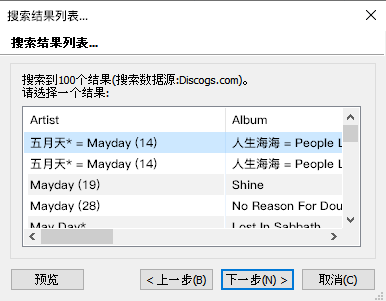 搜索结果列表...
搜索结果列表...
搜索到100个结果(搜索数据源:Discogs.com)。
请选择一个结果:
Artist Album
五月天* = Mayday (14) 人生海海 = People L
五月天* = Mayday (14) 人生海海 = People L
Mayday (19) Shine
Mayday (28) No Reason For Dou
May Day* Lost In Sabbath
预览 < 上一步(B) 下一步(N) > 取消(C)